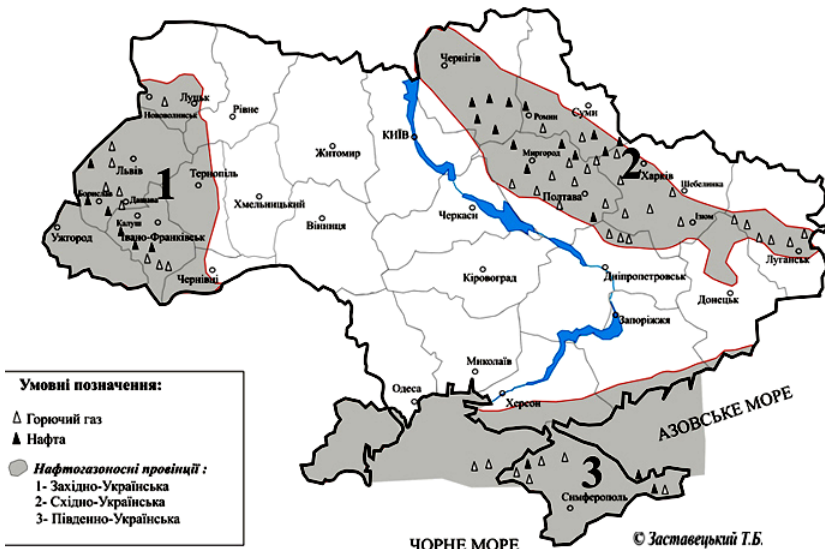 Чернігів
Суми
Ромни
Луцьк
Нововолинськ
Рівне
КИЇВ
Житомир
Миргород
2
Харків
Львів
1
Тернопіль
Шебелинка
Борислав
Дашава
Хмельницький
Полтава
Калуш
Черкаси
Вінниця
Ізюм
Ужгород
Івано-Франківськ
Луганськ
Чернівці
Кіровоград
Дніпропетровськ
Донецьк
Запоріжжя
Миколаїв
Умовні позначення:
Одеса
Херсон
АЗОВСЬКЕ МОРЕ
Горючий газ
Нафта
Нафтогазоносні провінції :
1- Західно-Українська
2- Східно-Українська
3- Південно-Українська
3
Симферополь
ЧОРНЕ МОРЕ
© Заставецький Т.Б.